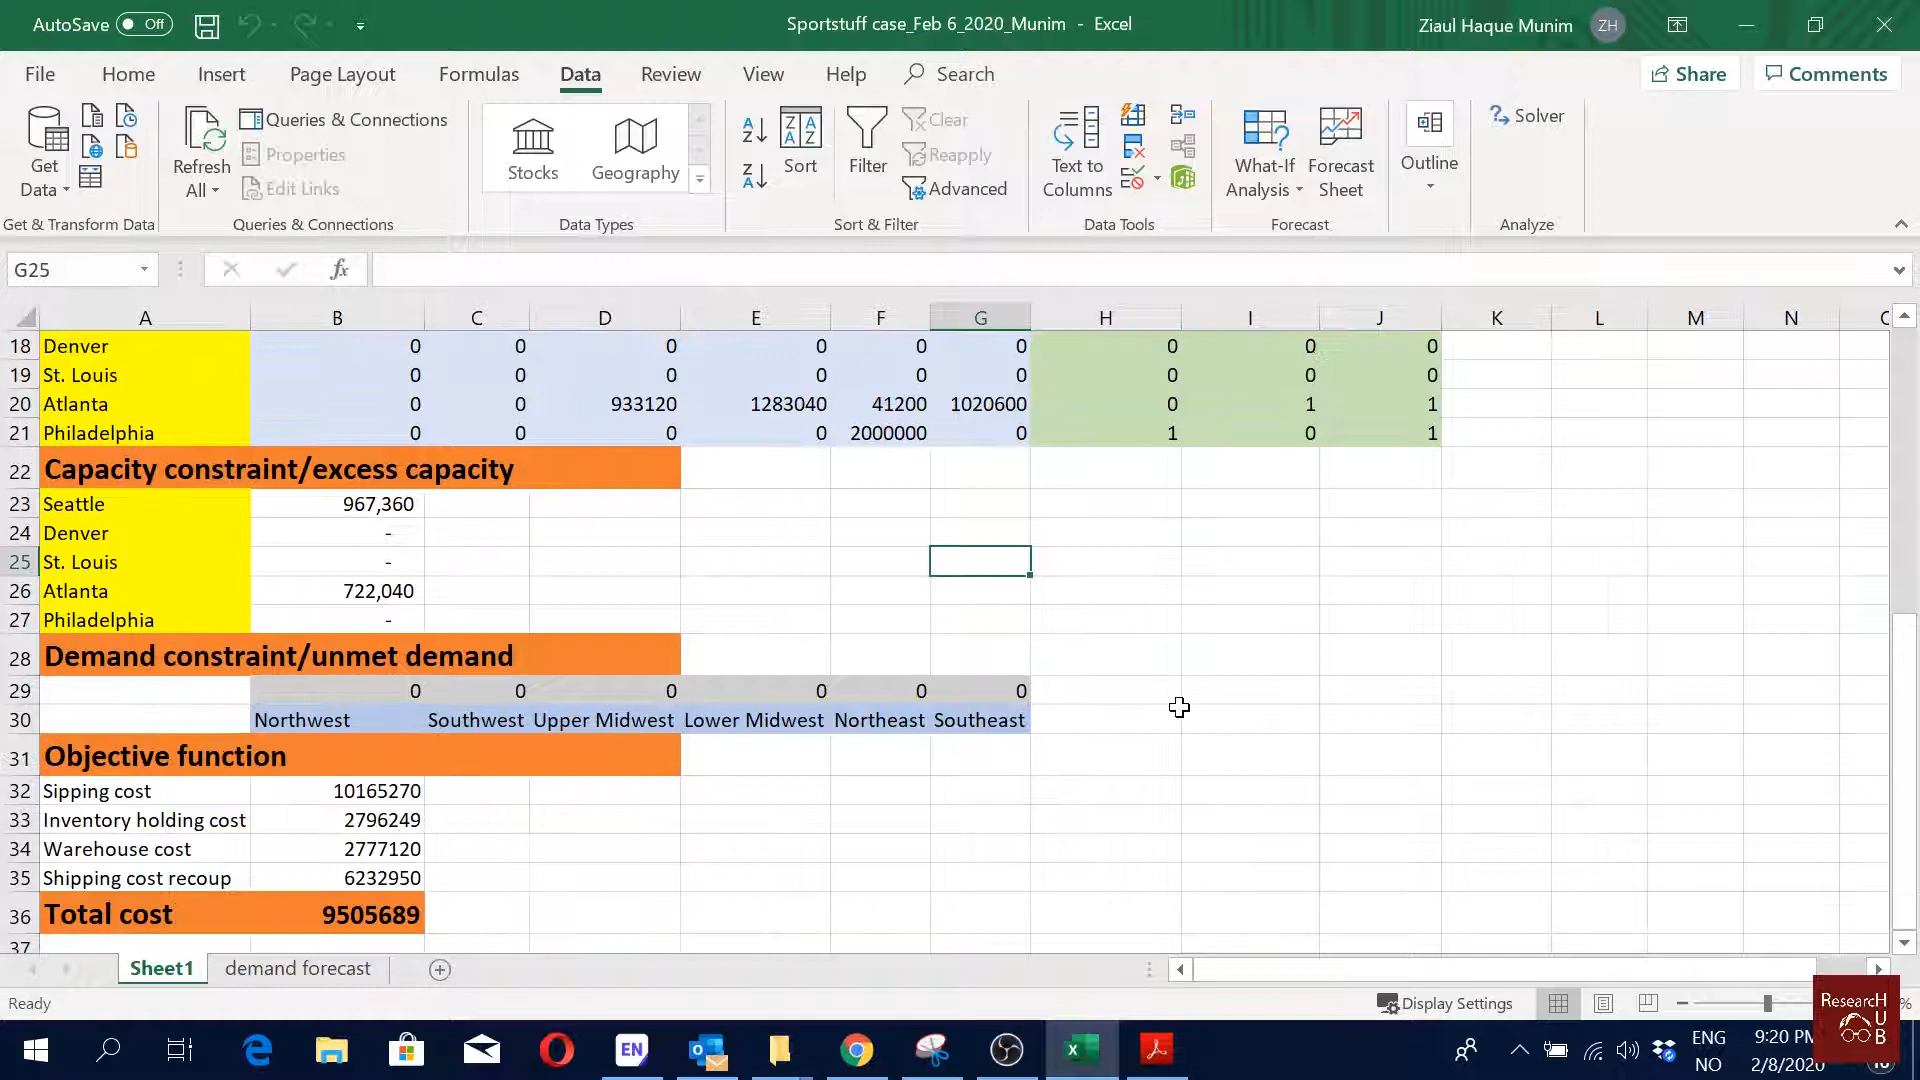 AutoSave Off
Sportstuff case_Feb 6_2020_Munim - Excel
Ziaul Haque Munim ZH
File Home Insert Page Layout Formulas Data Review View Help Search Share Comments
Get Data
Refresh All
Queries & Connections
Properties
Edit Links
Stocks
Geography
Sort
Filter
Clear
Reapply
Advanced
Text to Columns
What-If Analysis
Forecast Sheet
Outline
Solver
Get & Transform Data Queries & Connections Data Types Sort & Filter Data Tools Forecast Analyze
G25 fx
A B C D E F G H I J K L M N
18 Denver 0 0 0 0 0 0 0 0 0
19 St. Louis 0 0 0 0 0 0 0 0 0
20 Atlanta 0 0 933120 1283040 41200 1020600 0 1 1
21 Philadelphia 0 0 0 0 2000000 0 1 0 1
22 Capacity constraint/excess capacity
23 Seattle 967,360
24 Denver -
25 St. Louis -
26 Atlanta 722,040
27 Philadelphia -
28 Demand constraint/unmet demand
29 0 0 0 0 0 0
30 Northwest Southwest Upper Midwest Lower Midwest Northeast Southeast
31 Objective function
32 Sipping cost 10165270
33 Inventory holding cost 2796249
34 Warehouse cost 2777120
35 Shipping cost recoup 6232950
36 Total cost 9505689
37
Sheet1 demand forecast
Ready Display Settings %
ResearcH
UB
EN
ENG
NO
9:20 PM
2/8/2020